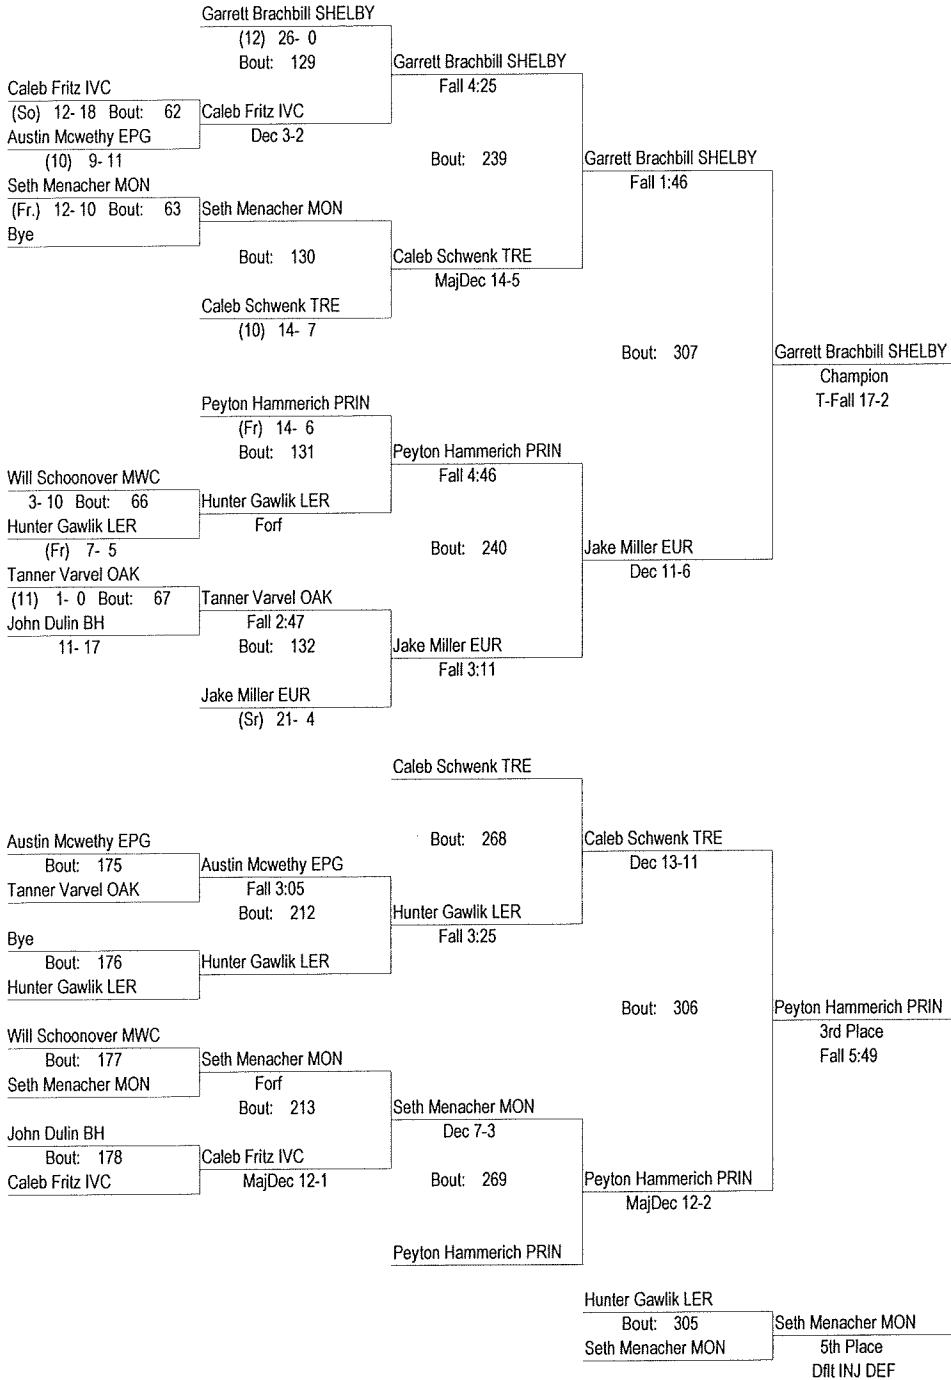 Garrett Brachbill SHELBY
(12) 26- 0
Bout: 129
Garrett Brachbill SHELBY
Fall 4:25
Caleb Fritz IVC
(So) 12- 18 Bout: 62
Caleb Fritz IVC
Dec 3-2
Austin Mcwethy EPG
(10) 9- 11
Bout: 239
Garrett Brachbill SHELBY
Fall 1:46
Seth Menacher MON
(Fr.) 12- 10 Bout: 63
Seth Menacher MON
Bye
Bout: 130
Caleb Schwenk TRE
MajDec 14-5
Caleb Schwenk TRE
(10) 14- 7
Bout: 307
Garrett Brachbill SHELBY
Champion
T-Fall 17-2
Peyton Hammerich PRIN
(Fr) 14- 6
Bout: 131
Peyton Hammerich PRIN
Fall 4:46
Will Schoonover MWC
3- 10 Bout: 66
Hunter Gawlik LER
Forf
Hunter Gawlik LER
(Fr) 7- 5
Bout: 240
Jake Miller EUR
Dec 11-6
Tanner Varvel OAK
(11) 1- 0 Bout: 67
Tanner Varvel OAK
Fall 2:47
John Dulin BH
11- 17
Bout: 132
Jake Miller EUR
Fall 3:11
Jake Miller EUR
(Sr) 21- 4
Caleb Schwenk TRE
Bout: 268
Caleb Schwenk TRE
Dec 13-11
Austin Mcwethy EPG
Bout: 175
Austin Mcwethy EPG
Fall 3:05
Tanner Varvel OAK
Bout: 212
Hunter Gawlik LER
Fall 3:25
Bye
Bout: 176
Hunter Gawlik LER
Hunter Gawlik LER
Bout: 306
Peyton Hammerich PRIN
3rd Place
Fall 5:49
Will Schoonover MWC
Bout: 177
Seth Menacher MON
Forf
Seth Menacher MON
Bout: 213
Seth Menacher MON
Dec 7-3
John Dulin BH
Bout: 178
Caleb Fritz IVC
MajDec 12-1
Caleb Fritz IVC
Bout: 269
Peyton Hammerich PRIN
MajDec 12-2
Peyton Hammerich PRIN
Hunter Gawlik LER
Bout: 305
Seth Menacher MON
Seth Menacher MON
5th Place
Dflt INJ DEF